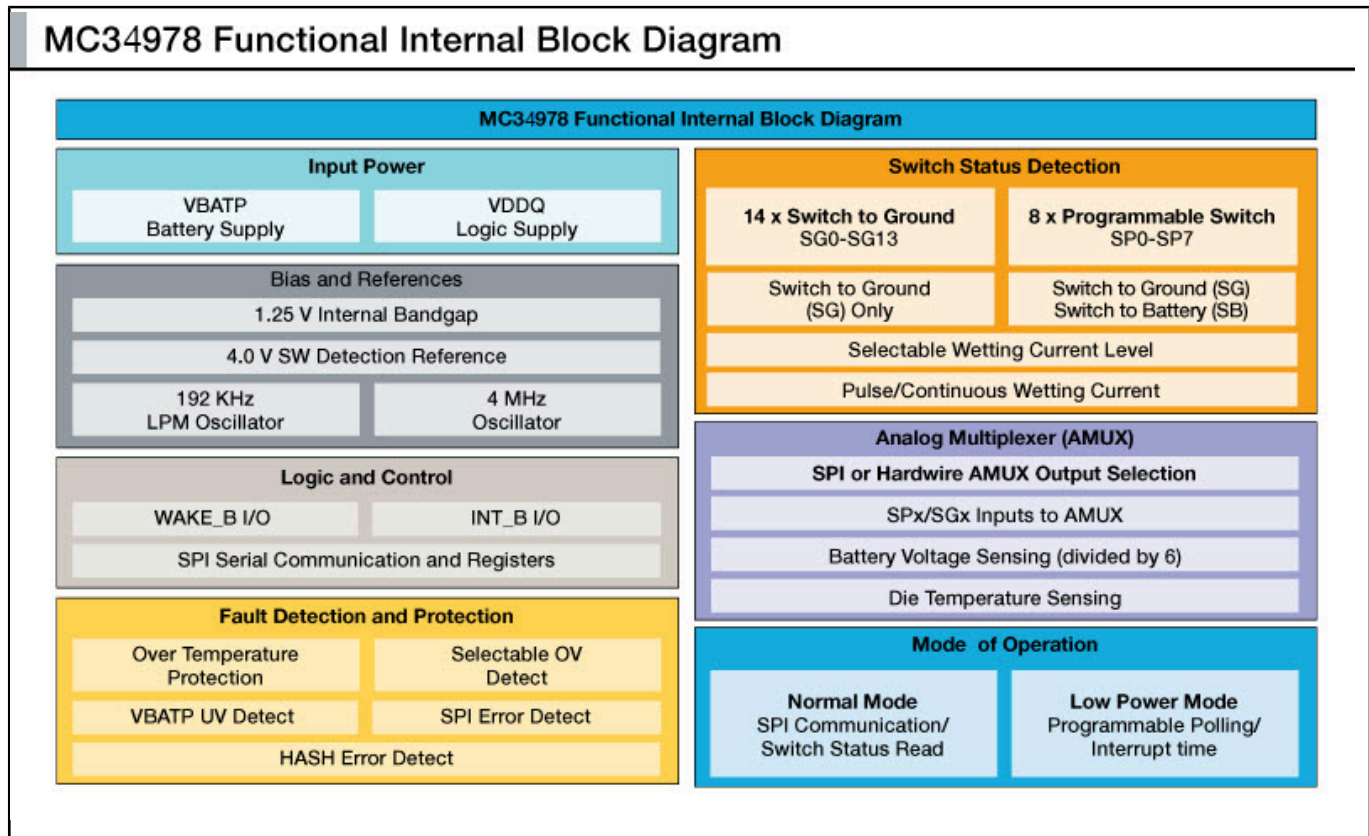 MC34978 Functional Internal Block Diagram
MC34978 Functional Internal Block Diagram
Input Power
VBATP
Battery Supply
VDDQ
Logic Supply
Bias and References
1.25 V Internal Bandgap
4.0 V SW Detection Reference
192 KHz
LPM Oscillator
4 MHz
Oscillator
Logic and Control
WAKE_B I/O
INT_B I/O
SPI Serial Communication and Registers
Fault Detection and Protection
Over Temperature
Protection
Selectable OV
Detect
VBATP UV Detect
SPI Error Detect
HASH Error Detect
Switch Status Detection
14 x Switch to Ground
SG0-SG13
8 x Programmable Switch
SP0-SP7
Switch to Ground
(SG) Only
Switch to Ground (SG)
Switch to Battery (SB)
Selectable Wetting Current Level
Pulse/Continuous Wetting Current
Analog Multiplexer (AMUX)
SPI or Hardwire AMUX Output Selection
SPx/SGx Inputs to AMUX
Battery Voltage Sensing (divided by 6)
Die Temperature Sensing
Mode of Operation
Normal Mode
SPI Communication/
Switch Status Read
Low Power Mode
Programmable Polling/
Interrupt time